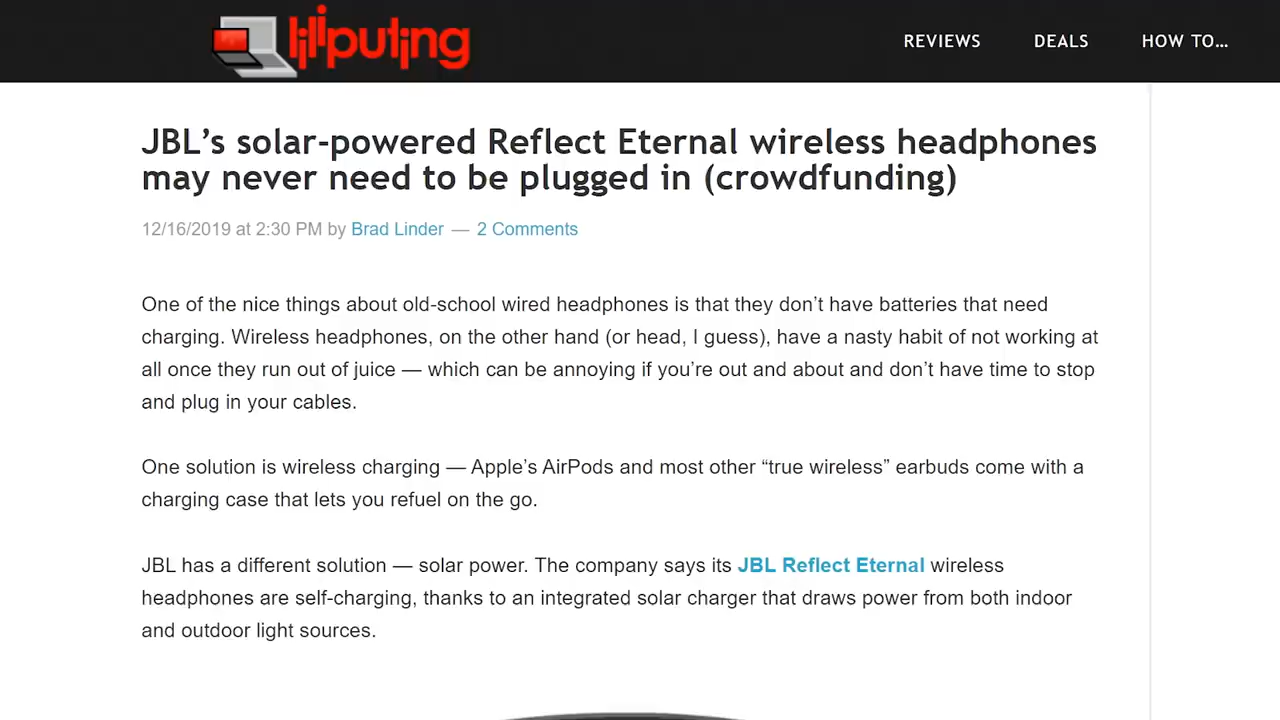 liliputing
REVIEWS
DEALS
HOW TO…
JBL’s solar-powered Reflect Eternal wireless headphones
may never need to be plugged in (crowdfunding)
12/16/2019 at 2:30 PM by Brad Linder — 2 Comments
One of the nice things about old-school wired headphones is that they don’t have batteries that need
charging. Wireless headphones, on the other hand (or head, I guess), have a nasty habit of not working at
all once they run out of juice — which can be annoying if you’re out and about and don’t have time to stop
and plug in your cables.
One solution is wireless charging — Apple’s AirPods and most other “true wireless” earbuds come with a
charging case that lets you refuel on the go.
JBL has a different solution — solar power. The company says its JBL Reflect Eternal wireless
headphones are self-charging, thanks to an integrated solar charger that draws power from both indoor
and outdoor light sources.